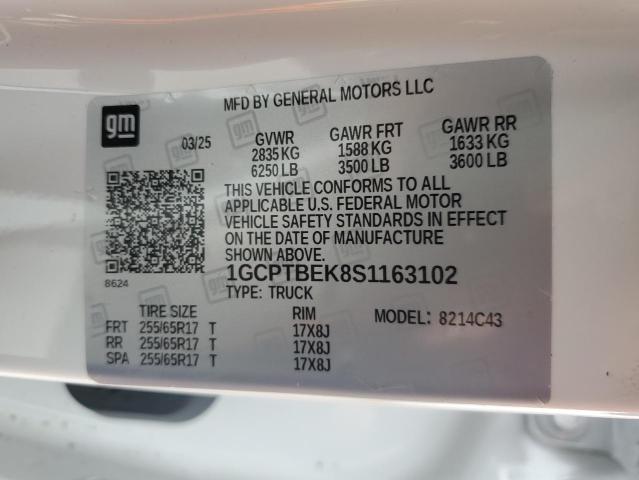 MFD BY GENERAL MOTORS LLC
gm
03/25 GVWR GAWR FRT GAWR RR
2835 KG 1588 KG 1633 KG
6250 LB 3500 LB 3600 LB
THIS VEHICLE CONFORMS TO ALL
APPLICABLE U.S. FEDERAL MOTOR
VEHICLE SAFETY STANDARDS IN EFFECT
ON THE DATE OF MANUFACTURE
SHOWN ABOVE.
8624
1GCPTBEK8S1163102
TYPE: TRUCK
TIRE SIZE RIM MODEL: 8214C43
FRT 255/65R17 T 17X8J
RR 255/65R17 T 17X8J
SPA 255/65R17 T 17X8J